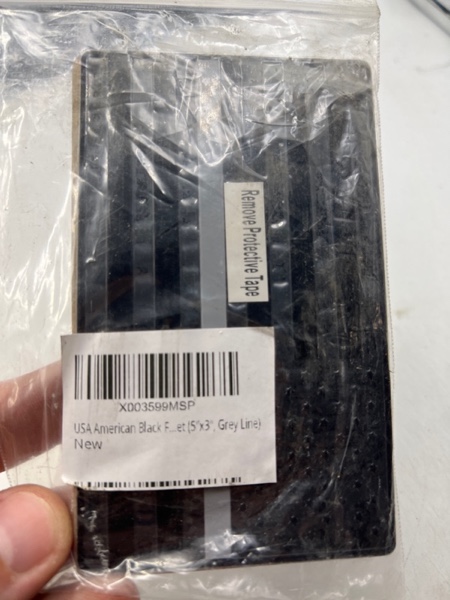 Remove Protective Tape
X003599MSP
USA American Black F...et (5"x3", Grey Line)
New